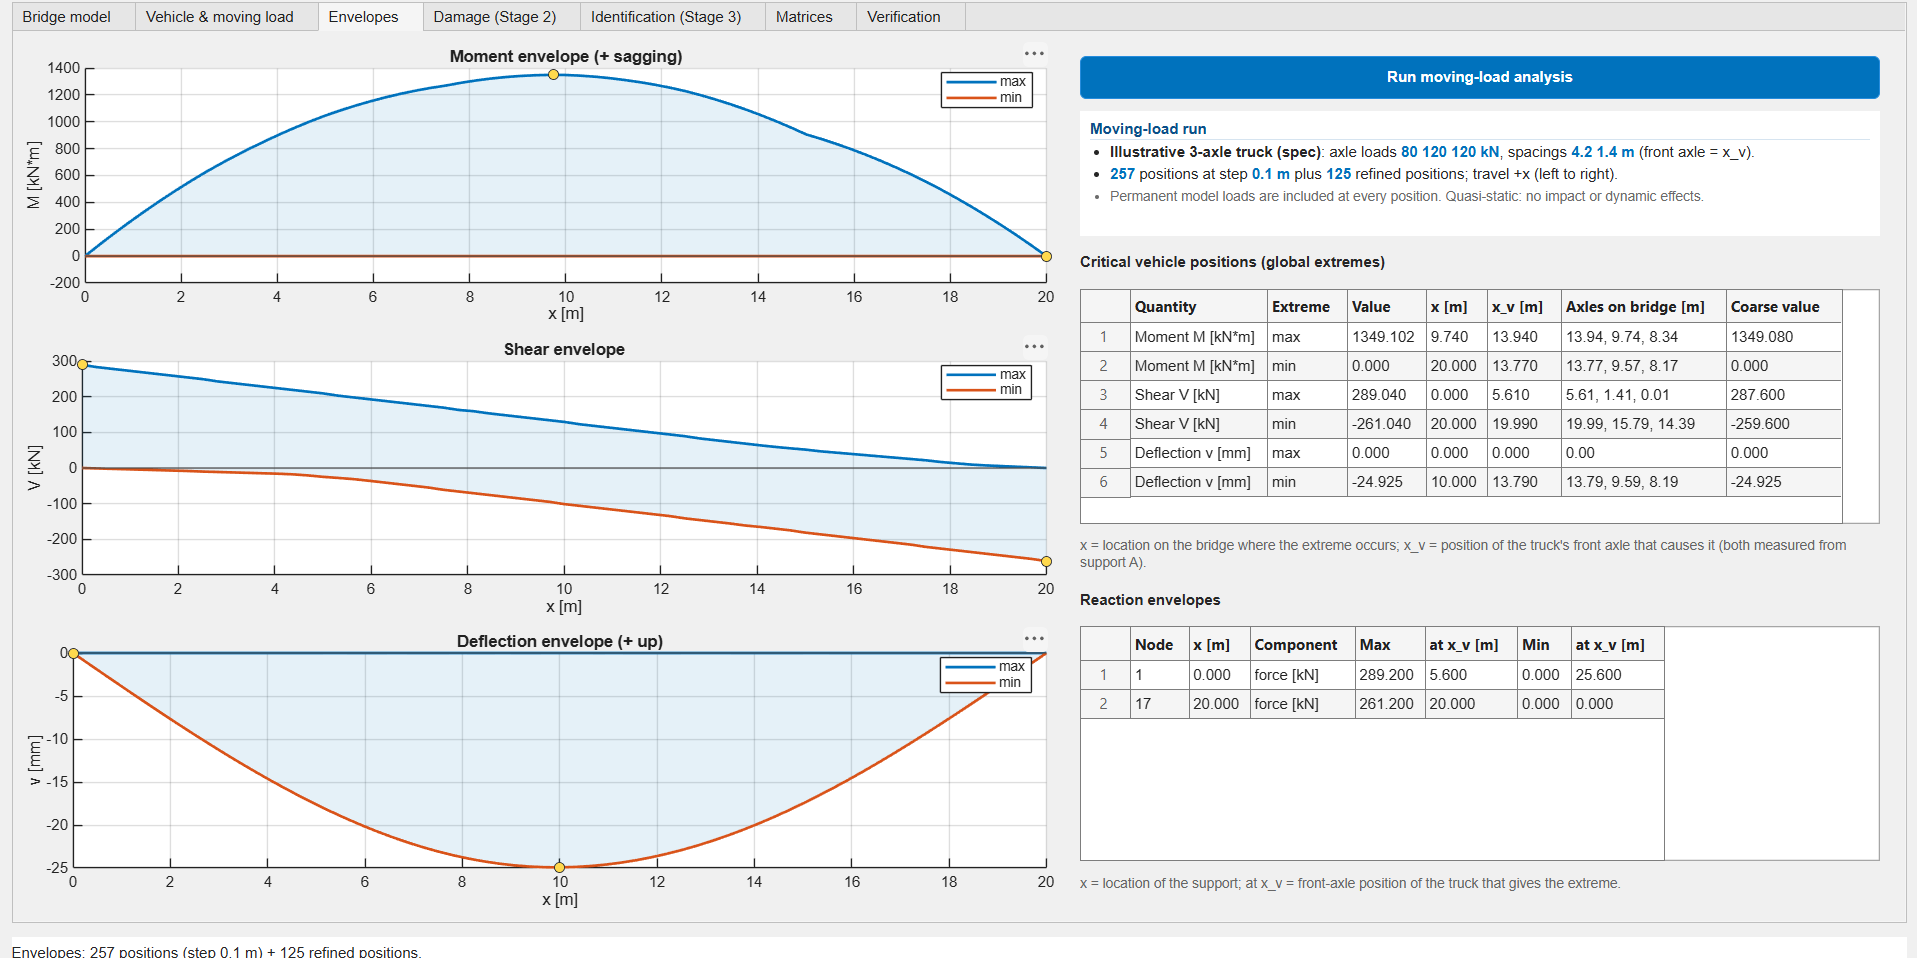 Bridge model Vehicle & moving load Envelopes Damage (Stage 2) Identification (Stage 3) Matrices Verification
Moment envelope (+ sagging)
max
min
1400
1200
1000
800
600
400
200
0
-200
M [kN*m]
0 2 4 6 8 10 12 14 16 18 20
x [m]
Shear envelope
max
min
300
200
100
0
-100
-200
-300
V [kN]
0 2 4 6 8 10 12 14 16 18 20
x [m]
Deflection envelope (+ up)
max
min
0
-5
-10
-15
-20
-25
v [mm]
0 2 4 6 8 10 12 14 16 18 20
x [m]
Run moving-load analysis
Moving-load run
• Illustrative 3-axle truck (spec): axle loads 80 120 120 kN, spacings 4.2 1.4 m (front axle = x_v).
• 257 positions at step 0.1 m plus 125 refined positions; travel +x (left to right).
• Permanent model loads are included at every position. Quasi-static: no impact or dynamic effects.
Critical vehicle positions (global extremes)
Quantity Extreme Value x [m] x_v [m] Axles on bridge [m] Coarse value
1 Moment M [kN*m] max 1349.102 9.740 13.940 13.94, 9.74, 8.34 1349.080
2 Moment M [kN*m] min 0.000 20.000 13.770 13.77, 9.57, 8.17 0.000
3 Shear V [kN] max 289.040 0.000 5.610 5.61, 1.41, 0.01 287.600
4 Shear V [kN] min -261.040 20.000 19.990 19.99, 15.79, 14.39 -259.600
5 Deflection v [mm] max 0.000 0.000 0.000 0.00 0.000
6 Deflection v [mm] min -24.925 10.000 13.790 13.79, 9.59, 8.19 -24.925
x = location on the bridge where the extreme occurs; x_v = position of the truck's front axle that causes it (both measured from
support A).
Reaction envelopes
Node x [m] Component Max at x_v [m] Min at x_v [m]
1 1 0.000 force [kN] 289.200 5.600 0.000 25.600
2 17 20.000 force [kN] 261.200 20.000 0.000 0.000
x = location of the support; at x_v = front-axle position of the truck that gives the extreme.
Envelopes: 257 positions (step 0.1 m) + 125 refined positions.